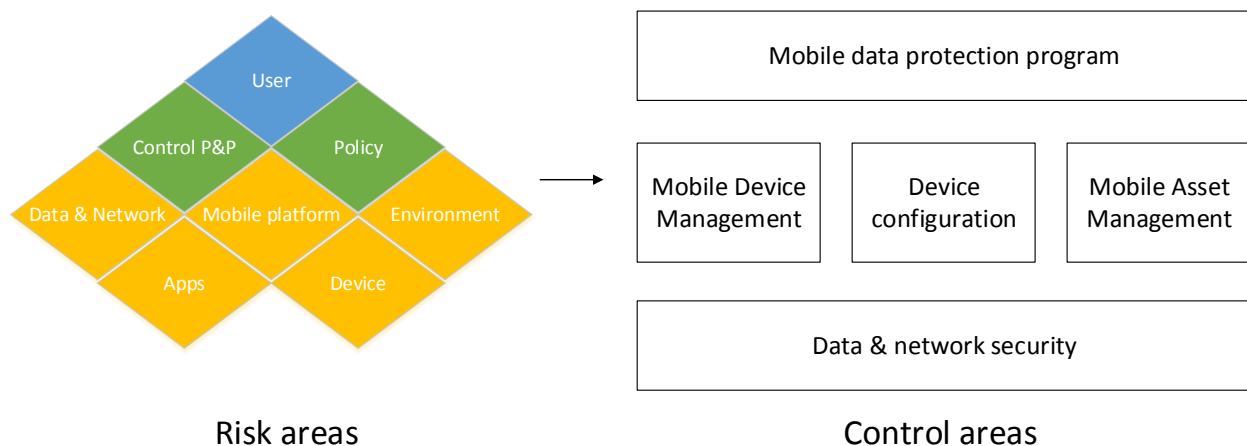 User
Control P&P
Policy
Data & Network
Mobile platform
Environment
Apps
Device
Risk areas
Mobile data protection program
Mobile Device
Management
Device
configuration
Mobile Asset
Management
Data & network security
Control areas